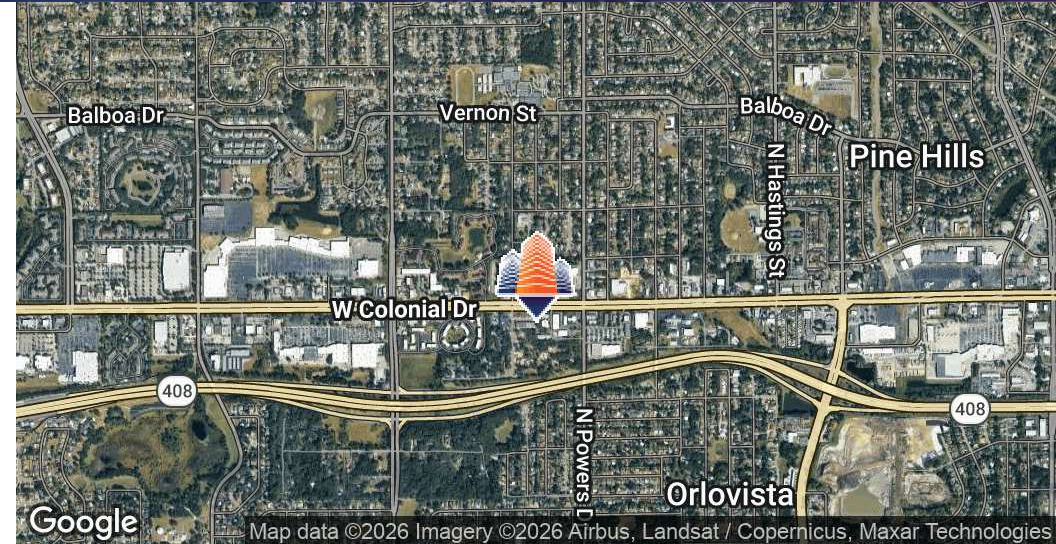 Balboa Dr
Vernon St
Balboa Dr
Pine Hills
N Hastings St
W Colonial Dr
408
408
N Powers D
Orlovista
Google
Map data ©2026 Imagery ©2026 Airbus, Landsat / Copernicus, Maxar Technologies